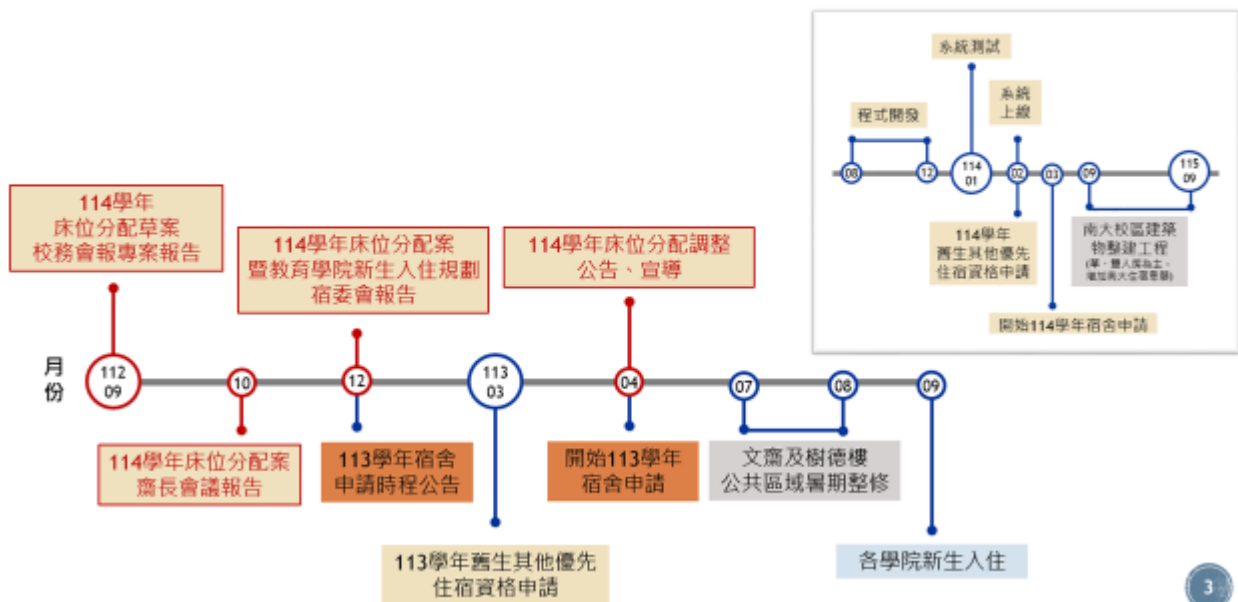 系統測試
系統
上線
程式開發
08
12
114
01
02
03
09
115
09
114學年
舊生其他優先
住宿資格申請
南大校區建築
物整建工程
開始114學年宿舍申請
114學年
床位分配草案
校務會報專案報告
114學年床位分配案
暨教育學院新生入住規劃
宿委會報告
114學年床位分配調整
公告、宣導
月
份
112
09
10
12
113
03
04
07
08
09
114學年床位分配案
齋長會議報告
113學年宿舍
申請時程公告
開始113學年
宿舍申請
文齋及樹德樓
公共區域暑期整修
113學年舊生其他優先
住宿資格申請
各學院新生入住
3